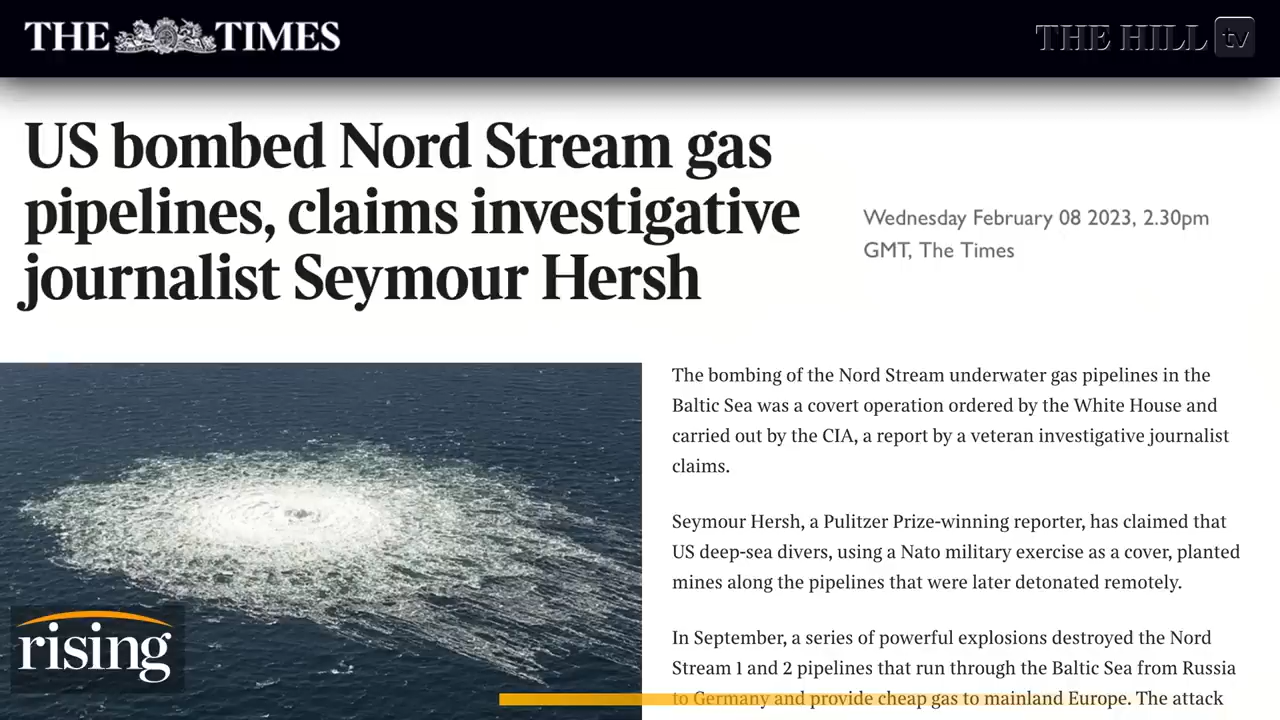 THE TIMES
THE HILL tv
US bombed Nord Stream gas
pipelines, claims investigative
journalist Seymour Hersh
Wednesday February 08 2023, 2.30pm
GMT, The Times
The bombing of the Nord Stream underwater gas pipelines in the
Baltic Sea was a covert operation ordered by the White House and
carried out by the CIA, a report by a veteran investigative journalist
claims.
Seymour Hersh, a Pulitzer Prize-winning reporter, has claimed that
US deep-sea divers, using a Nato military exercise as a cover, planted
mines along the pipelines that were later detonated remotely.
In September, a series of powerful explosions destroyed the Nord
Stream 1 and 2 pipelines that run through the Baltic Sea from Russia
to Germany and provide cheap gas to mainland Europe. The attack
rising